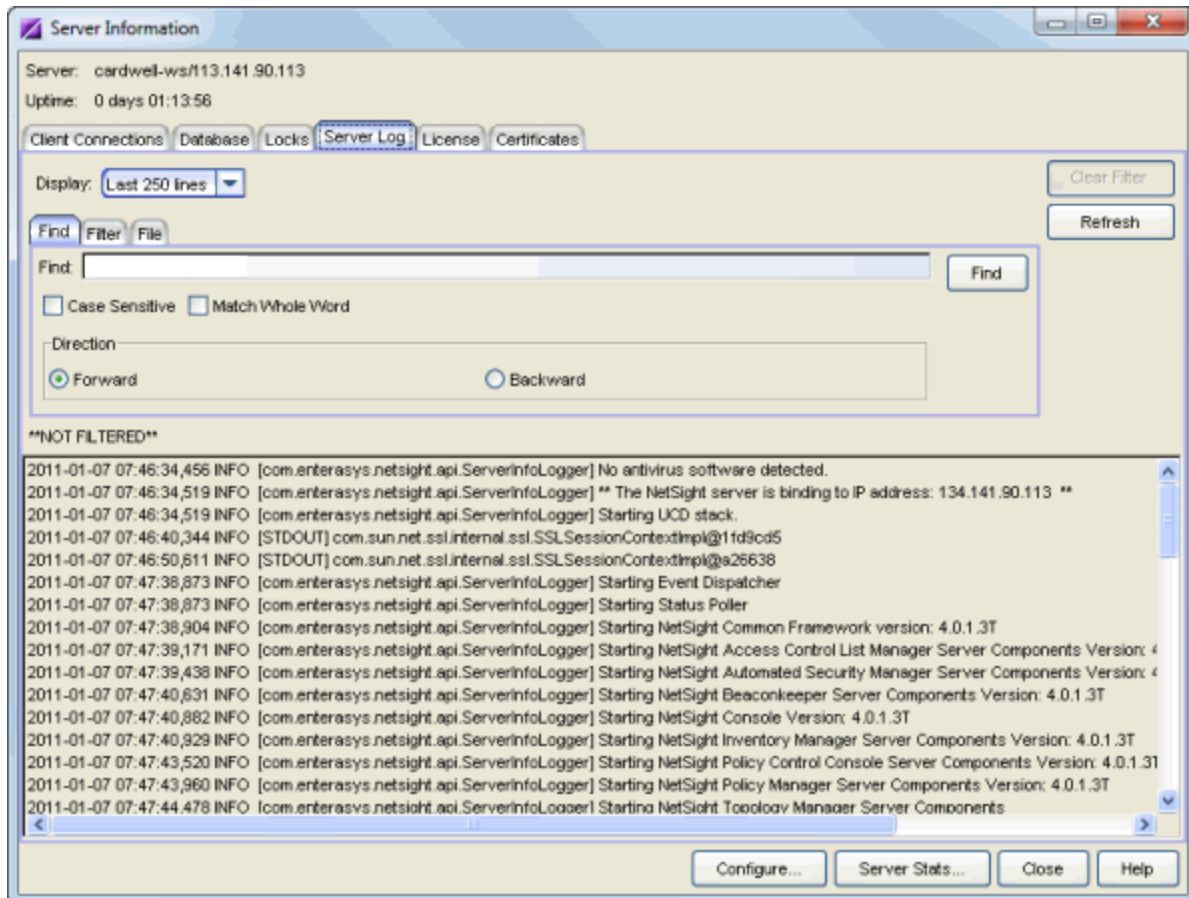 Server Information
Server: cardwell-ws/113.141.90.113
Uptime: 0 days 01:13:56
Client Connections Database Locks Server Log License Certificates
Display: Last 250 lines
Clear Filter
Refresh
Find Filter File
Find:
Find
Case Sensitive Match Whole Word
Direction
Forward Backward
**NOT FILTERED**
2011-01-07 07:46:34,456 INFO [com.enterasys.netsight.api.ServerInfoLogger] No antivirus software detected.
2011-01-07 07:46:34,519 INFO [com.enterasys.netsight.api.ServerInfoLogger] ** The NetSight server is binding to IP address: 134.141.90.113 **
2011-01-07 07:46:34,519 INFO [com.enterasys.netsight.api.ServerInfoLogger] Starting UCD stack.
2011-01-07 07:46:40,344 INFO [STDOUT] com.sun.net.ssl.internal.ssl.SSLSessionContextImpl@1fd9cd5
2011-01-07 07:46:50,611 INFO [STDOUT] com.sun.net.ssl.internal.ssl.SSLSessionContextImpl@a26638
2011-01-07 07:47:38,873 INFO [com.enterasys.netsight.api.ServerInfoLogger] Starting Event Dispatcher
2011-01-07 07:47:38,873 INFO [com.enterasys.netsight.api.ServerInfoLogger] Starting Status Poller
2011-01-07 07:47:38,904 INFO [com.enterasys.netsight.api.ServerInfoLogger] Starting NetSight Common Framework version: 4.0.1.3T
2011-01-07 07:47:39,171 INFO [com.enterasys.netsight.api.ServerInfoLogger] Starting NetSight Access Control List Manager Server Components Version: 4
2011-01-07 07:47:39,438 INFO [com.enterasys.netsight.api.ServerInfoLogger] Starting NetSight Automated Security Manager Server Components Version: 4
2011-01-07 07:47:40,631 INFO [com.enterasys.netsight.api.ServerInfoLogger] Starting NetSight Beaconkeeper Server Components Version: 4.0.1.3T
2011-01-07 07:47:40,882 INFO [com.enterasys.netsight.api.ServerInfoLogger] Starting NetSight Console Version: 4.0.1.3T
2011-01-07 07:47:40,929 INFO [com.enterasys.netsight.api.ServerInfoLogger] Starting NetSight Inventory Manager Server Components Version: 4.0.1.3T
2011-01-07 07:47:43,520 INFO [com.enterasys.netsight.api.ServerInfoLogger] Starting NetSight Policy Control Console Server Components Version: 4.0.1.3T
2011-01-07 07:47:43,960 INFO [com.enterasys.netsight.api.ServerInfoLogger] Starting NetSight Policy Manager Server Components Version: 4.0.1.3T
2011-01-07 07:47:44,478 INFO [com.enterasys.netsight.api.ServerInfoLogger] Starting NetSight Topology Manager Server Components
Configure... Server Stats... Close Help